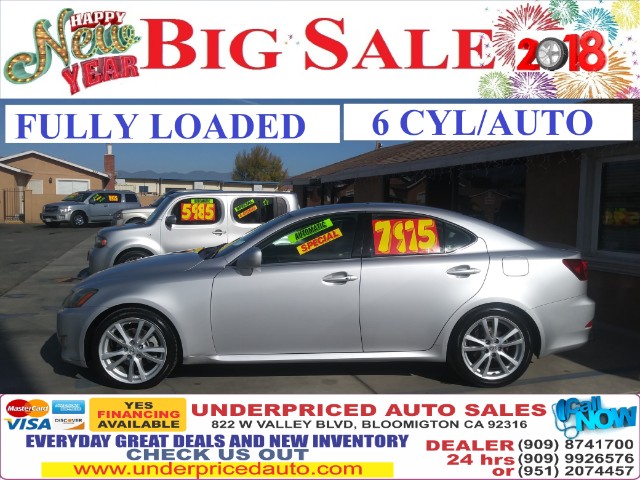 HAPPY
New
YEAR
BIG SALE
2018
FULLY LOADED
6 CYL/AUTO
5985
SPECIAL
AUTOMATIC
SPECIAL
7995
MasterCard
VISA
DISCOVER
YES
FINANCING
AVAILABLE
UNDERPRICED AUTO SALES
822 W VALLEY BLVD, BLOOMIGTON CA 92316
Call
NOW
EVERYDAY GREAT DEALS AND NEW INVENTORY
CHECK US OUT
www.underpricedauto.com
DEALER (909) 8741700
24 hrs (909) 9926576
or (951) 2074457